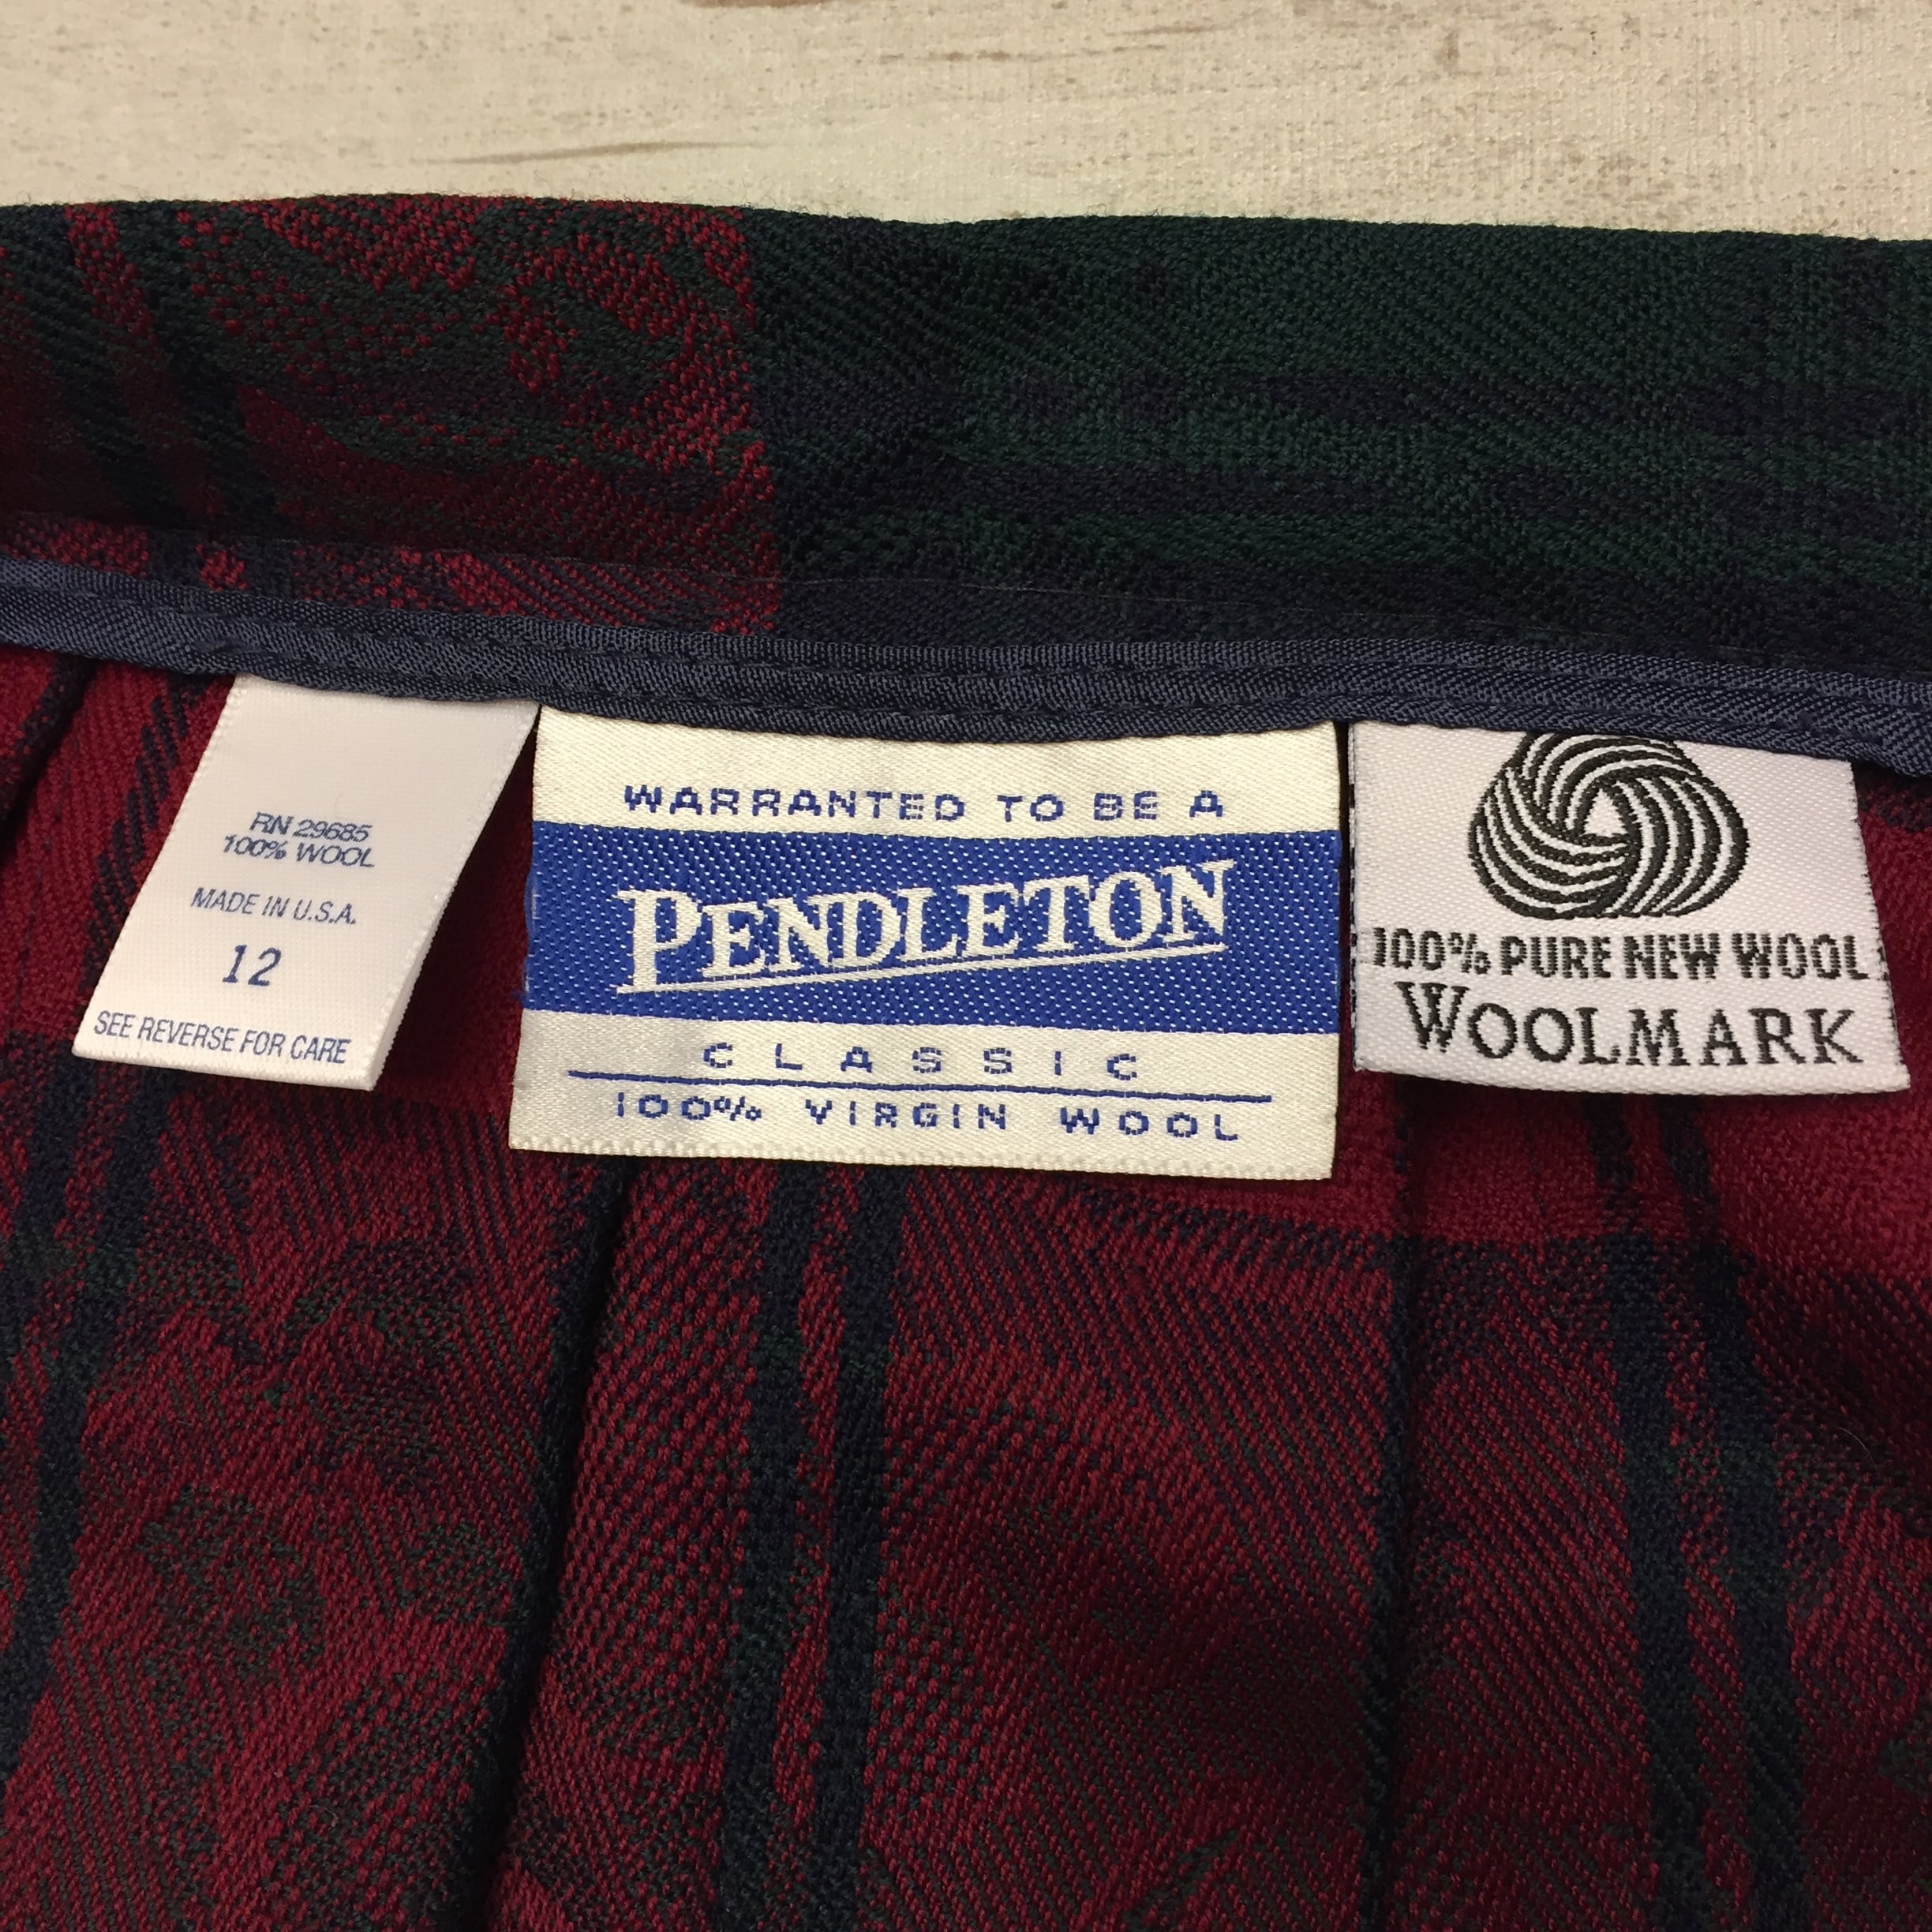 RN 29685
100% WOOL
MADE IN U.S.A.
12
SEE REVERSE FOR CARE
WARRANTED TO BE A
PENDLETON
CLASSIC
100% VIRGIN WOOL
100% PURE NEW WOOL
WOOLMARK